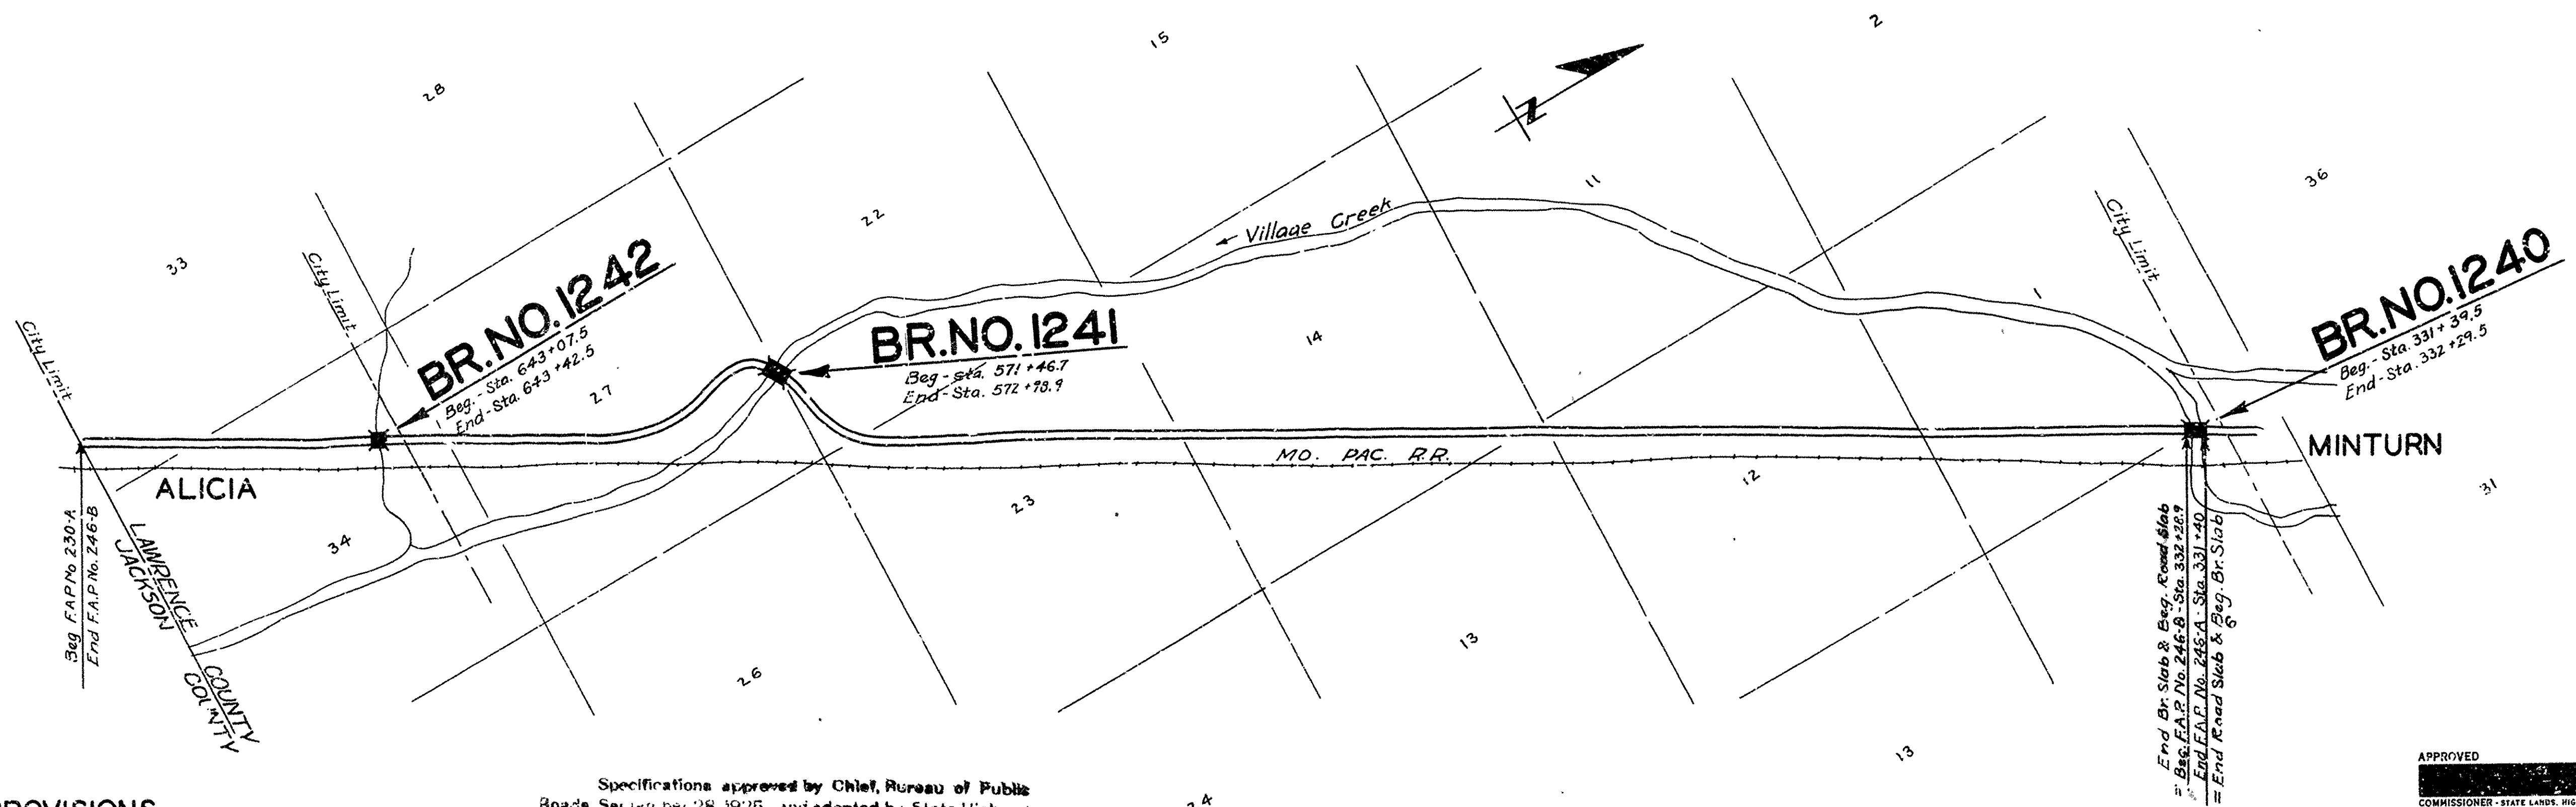 15
2
28
N
11
36
22
Village Creek
City Limit
33
City Limit
BR. NO. 1242
Beg. - Sta. 643+07.5
End - Sta. 643+42.5
BR. NO. 1240
Beg. - Sta. 331+39.5
End - Sta. 332+29.5
1
City Limit
BR. NO. 1241
Beg - Sta. 571+46.7
End - Sta. 572+98.9
14
27
MO. PAC. R.R.
MINTURN
ALICIA
12
31
23
34
Beg F.A.P. No 230-A
End F.A.P. No. 246-B
LAWRENCE COUNTY
JACKSON COUNTY
End Br. Slab & Beg. Road Slab
= Beg. F.A.P. No. 246-B - Sta. 332+28.9
End F.A.P. No. 246-A - Sta. 331+40
= End Road Slab & Beg. Br. Slab
13
26
13
24
PROVISIONS
Specifications approved by Chief, Bureau of Public
APPROVED
COMMISSIONER - STATE LANDS,